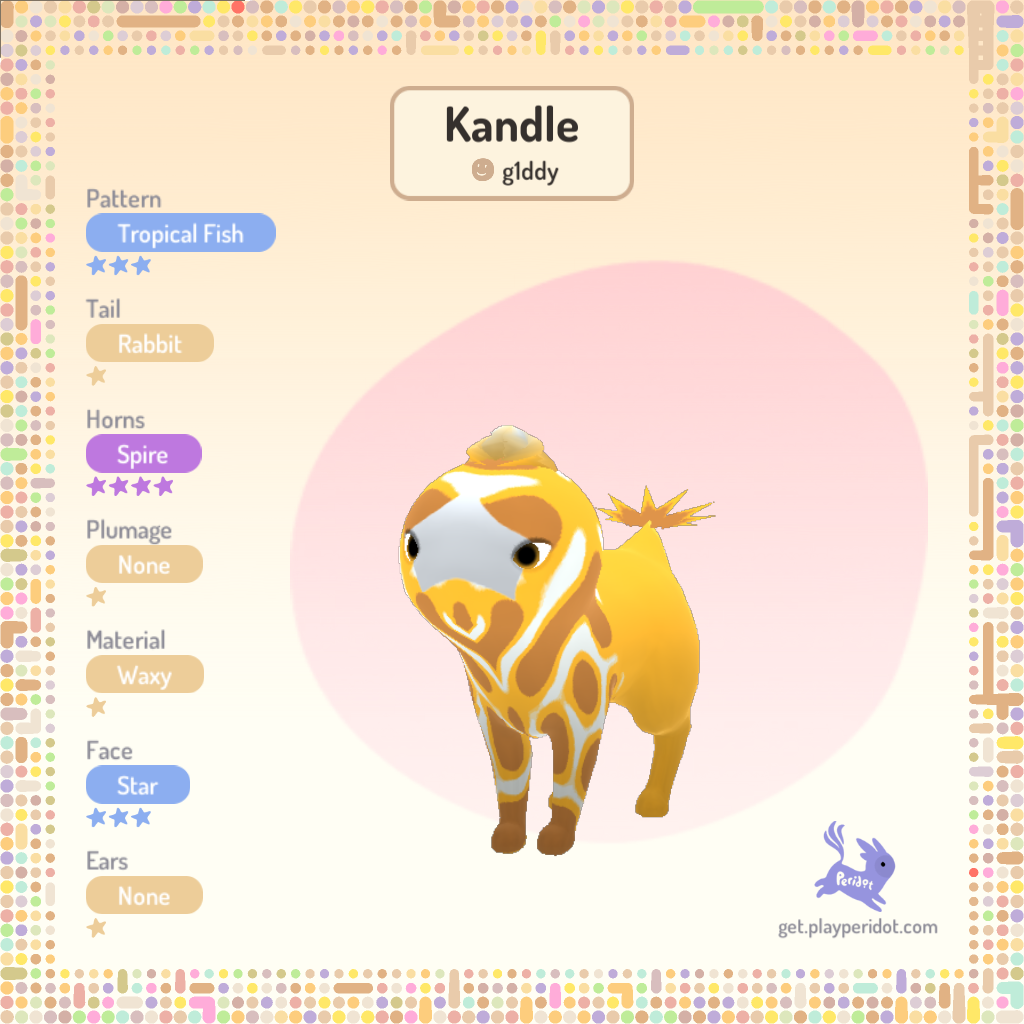 Kandle
g1ddy
Pattern
Tropical Fish
Tail
Rabbit
Horns
Spire
Plumage
None
Material
Waxy
Face
Star
Ears
None
Peridot
get.playperidot.com